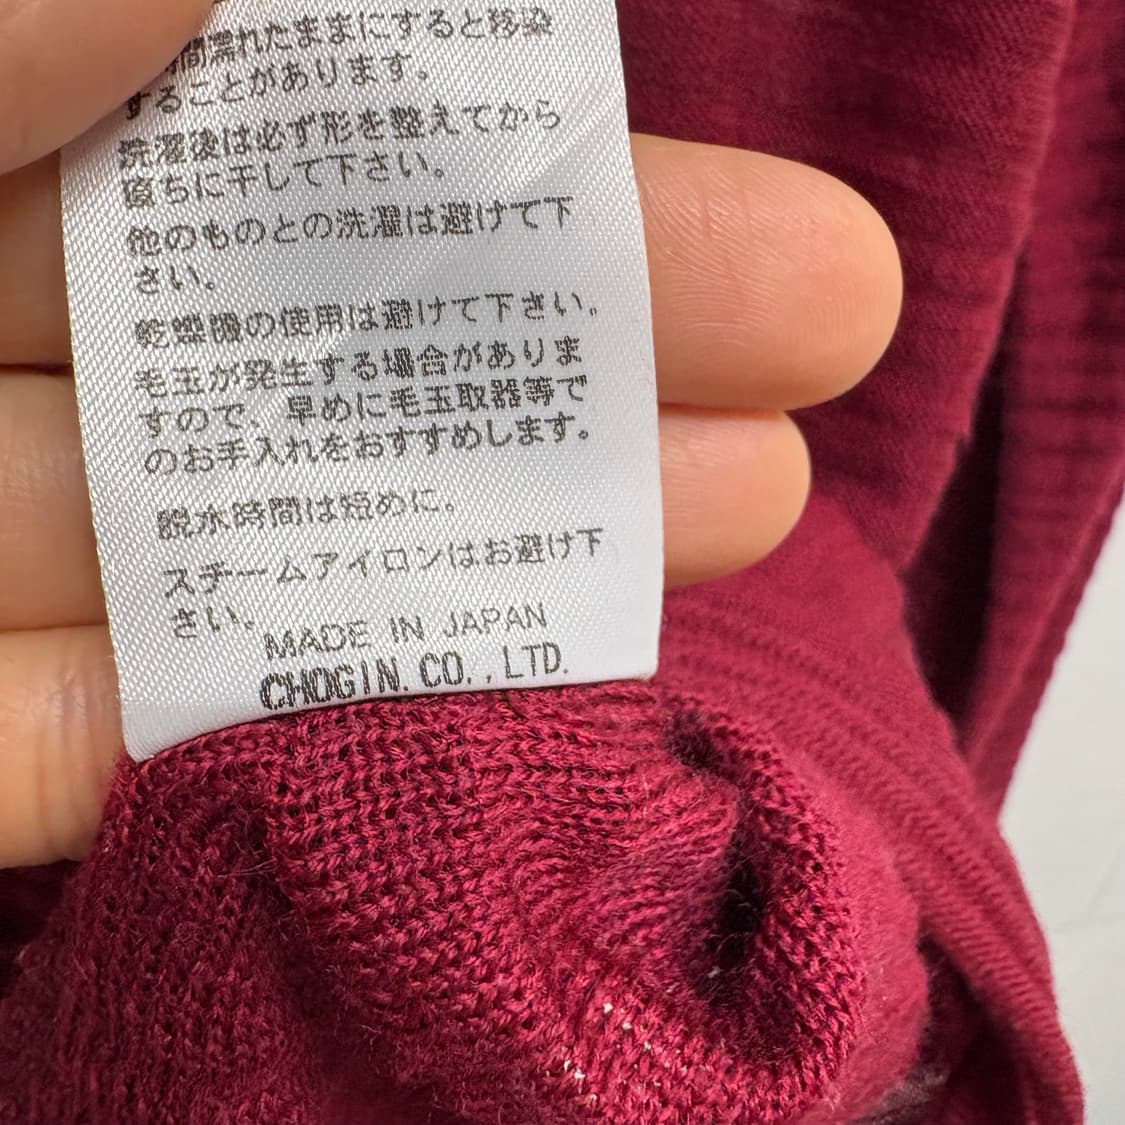 間濡れたままにすると移染
することがあります。
洗濯後は必ず形を整えてから
直ちに干して下さい。
他のものとの洗濯は避けて下
さい。
乾燥機の使用は避けて下さい。
毛玉が発生する場合がありま
すので、早めに毛玉取器等で
のお手入れをおすすめします。
脱水時間は短めに。
スチームアイロンはお避け下
さい。
MADE IN JAPAN
CHOGIN. CO., LTD.